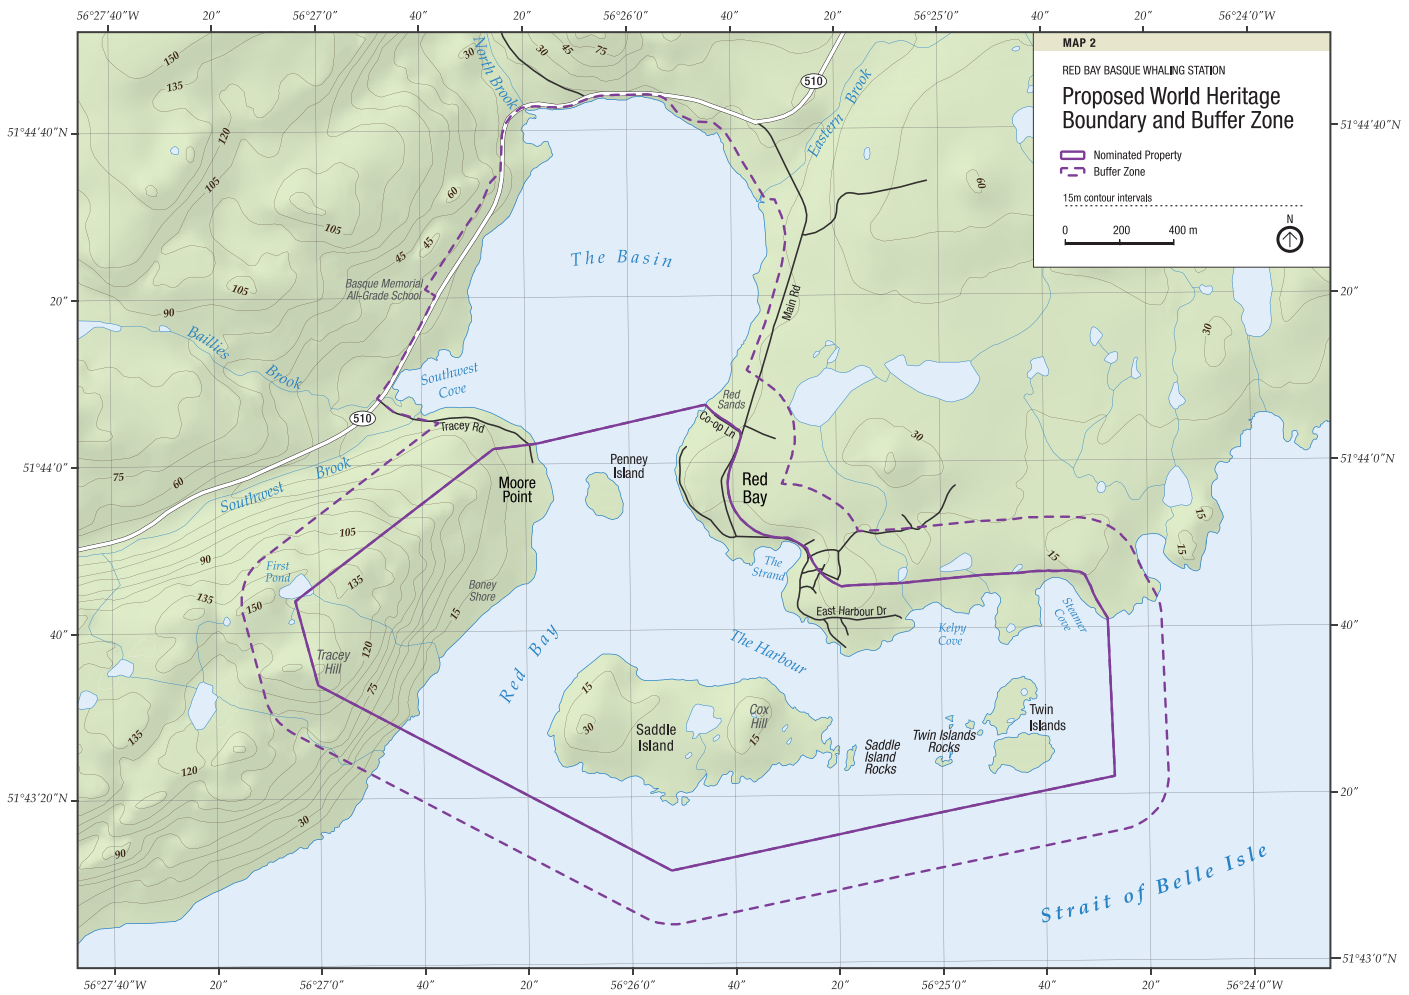 56°27'40"W 20" 56°27'0" 40" 20" 56°26'0" 40" 20" 56°25'0" 40" 20" 56°24'0"W
MAP 2
RED BAY BASQUE WHALING STATION
Proposed World Heritage
Boundary and Buffer Zone
Nominated Property
Buffer Zone
15m contour intervals
N
0 200 400 m
North Brook
30
45
75
510
Eastern Brook
150
135
120
105
60
105
45
45
60
51°44'40"N
51°44'40"N
The Basin
Basque Memorial
All-Grade School
105
90
20"
20"
Main Rd
30
Baillies
Brook
Southwest
Cove
510
Tracey Rd
Red
Sands
Co-op Ln
30
51°44'0"N
51°44'0"N
75
60
Southwest
Brook
Moore
Point
Penney
Island
Red
Bay
15
15
105
90
First
Pond
135
135
150
Boney
Shore
15
The
Strand
15
East Harbour Dr
Kelpy
Cove
Steamer
Cove
40"
40"
Tracey
Hill
120
75
Red Bay
The Harbour
15
30
Saddle
Island
Cox
Hill
15
Saddle
Island
Rocks
Twin Islands
Rocks
Twin
Islands
135
120
51°43'20"N
20"
30
90
Strait of Belle Isle
51°43'0"N
56°27'40"W 20" 56°27'0" 40" 20" 56°26'0" 40" 20" 56°25'0" 40" 20" 56°24'0"W